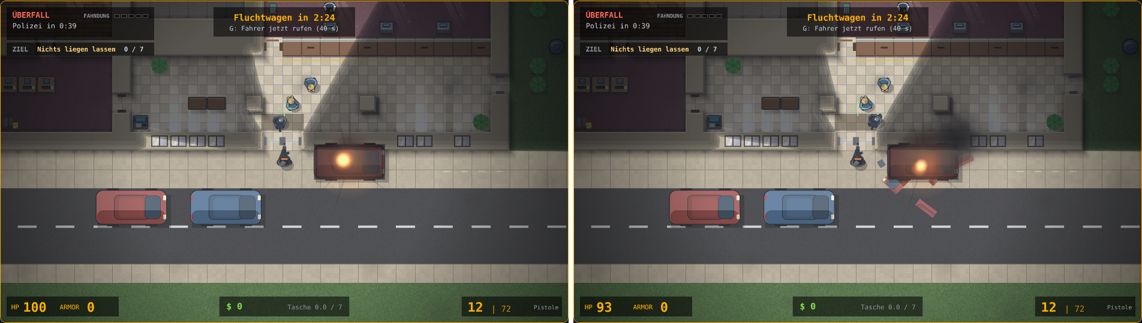 ÜBERFALL FAHNDUNG
Polizei in 0:39
ZIEL Nichts liegen lassen 0 / 7
Fluchtwagen in 2:24
G: Fahrer jetzt rufen (40 s)
HP 100 ARMOR 0
$ 0 Tasche 0.0 / 7
12 | 72 Pistole
ÜBERFALL FAHNDUNG
Polizei in 0:39
ZIEL Nichts liegen lassen 0 / 7
Fluchtwagen in 2:24
G: Fahrer jetzt rufen (40 s)
HP 93 ARMOR 0
$ 0 Tasche 0.0 / 7
12 | 72 Pistole